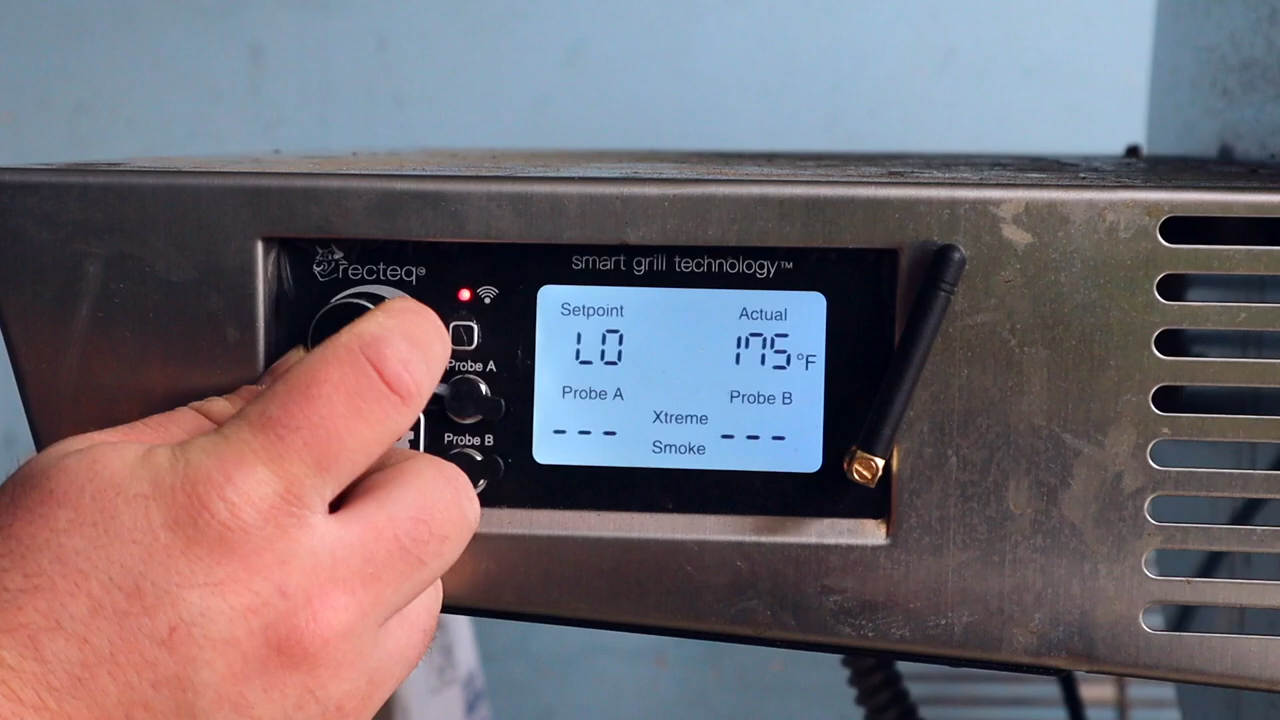 recteq
smart grill technology™
Setpoint
Actual
LO
175 °F
Probe A
Probe B
Probe A
Probe B
Xtreme
Smoke
---
---